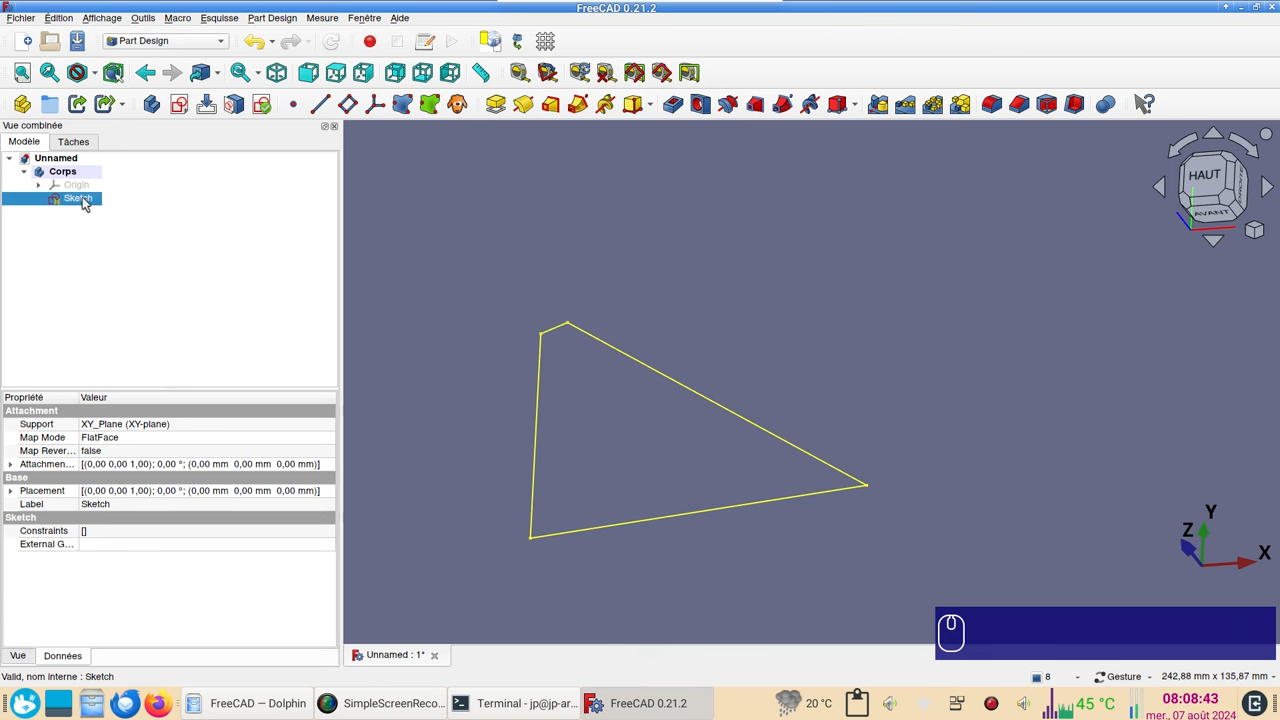 FreeCAD 0.21.2
Fichier Édition Affichage Outils Macro Esquisse Part Design Mesure Fenêtre Aide
Part Design
Vue combinée
Modèle Tâches
Unnamed
Corps
Origin
Sketch
HAUT
AVANT
Propriété Valeur
Attachment
Support XY_Plane (XY-plane)
Map Mode FlatFace
Map Rever... false
Attachmen... [(0,00 0,00 1,00); 0,00 °; (0,00 mm 0,00 mm 0,00 mm)]
Base
Placement [(0,00 0,00 1,00); 0,00 °; (0,00 mm 0,00 mm 0,00 mm)]
Label Sketch
Sketch
Constraints []
External G...
Y
Z
X
Vue Données
Unnamed : 1*
Valid, nom interne : Sketch
8 Gesture 242,88 mm x 135,87 mm
FreeCAD — Dolphin
SimpleScreenReco...
Terminal - jp@jp-ar...
FreeCAD 0.21.2
20 °C
45 °C
08:08:43
mer., 07 août 2024